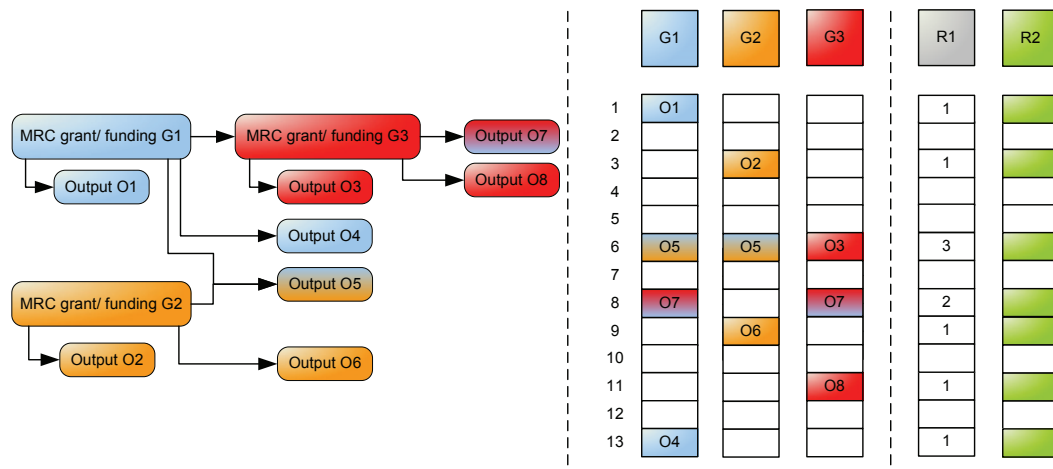 MRC grant/ funding G1
MRC grant/ funding G3
Output O7
Output O1
Output O3
Output O8
Output O4
Output O5
MRC grant/ funding G2
Output O2
Output O6
G1 G2 G3 R1 R2
1 O1 1
2
3 O2 1
4
5
6 O5 O5 O3 3
7
8 O7 O7 2
9 O6 1
10
11 O8 1
12
13 O4 1